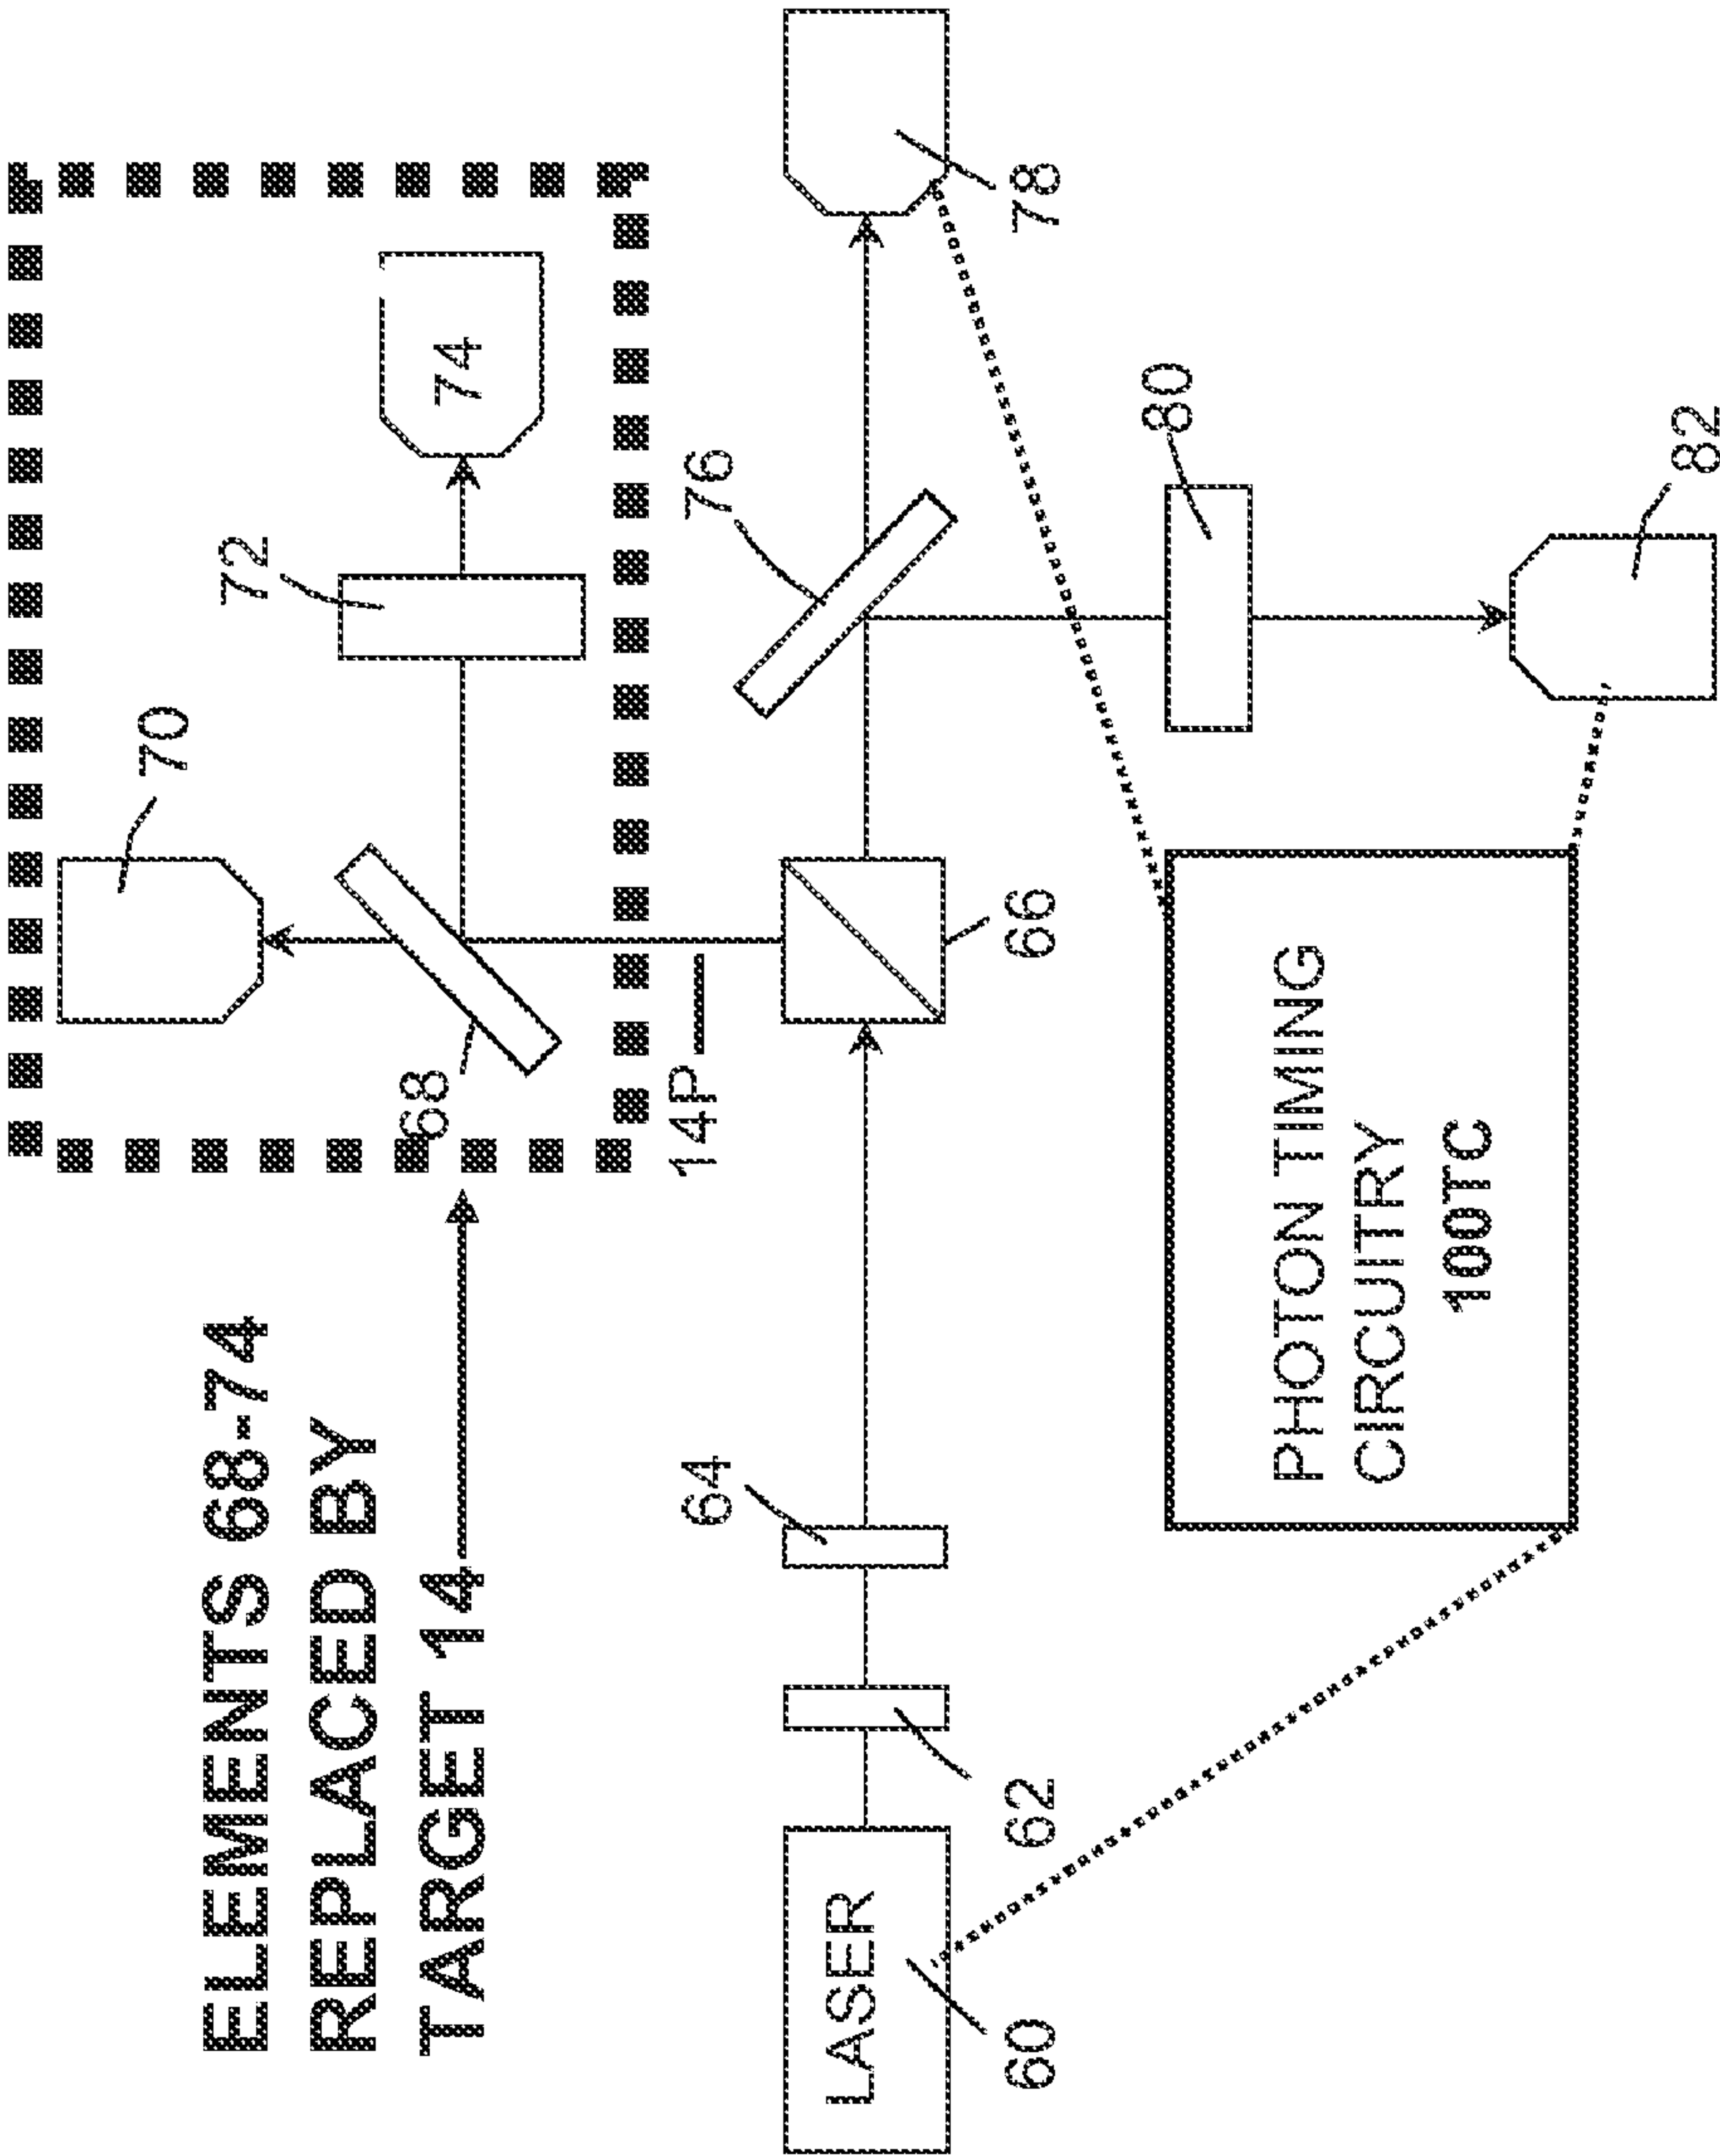 ELEMENTS 68-74
REPLACED BY
TARGET 14
70
72
74
68
14P
76
64
78
LASER
60
62
66
80
82
PHOTON TIMING
CIRCUITRY
100TC